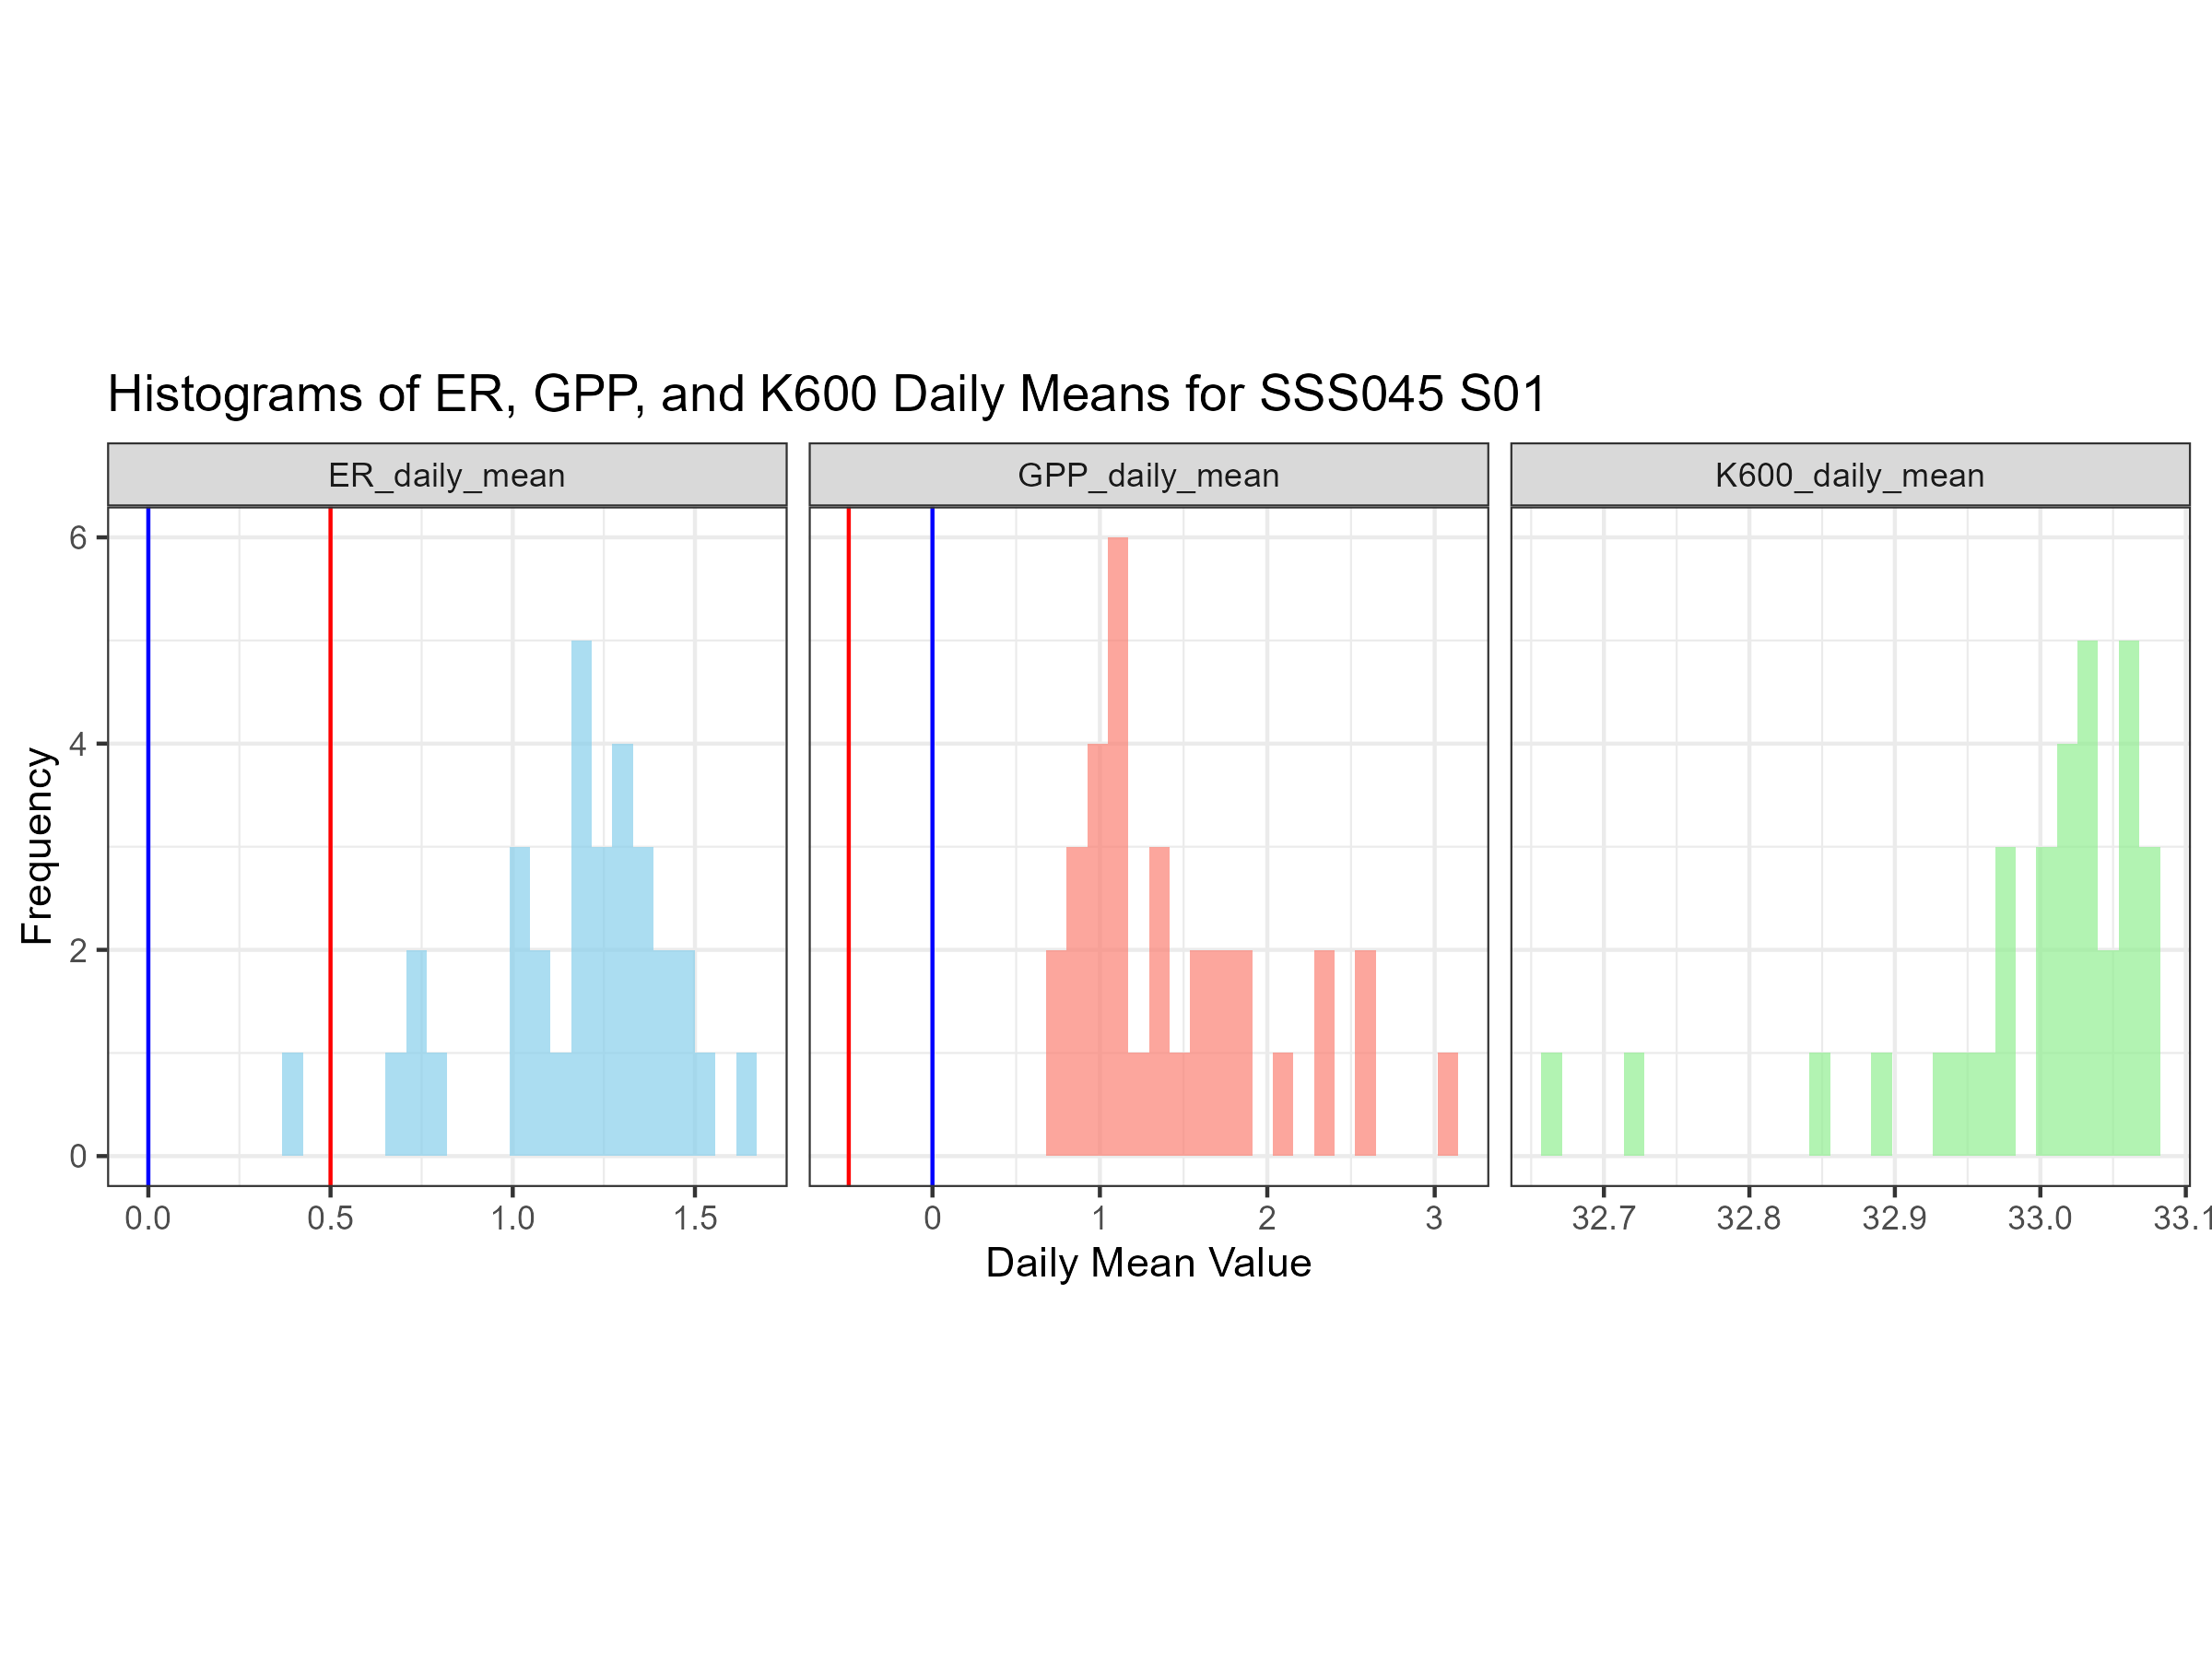 Histograms of ER, GPP, and K600 Daily Means for SSS045 S01
ER_daily_mean GPP_daily_mean K600_daily_mean
6
4
2
0
Frequency
0.0 0.5 1.0 1.5 0 1 2 3 32.7 32.8 32.9 33.0 33.1
Daily Mean Value